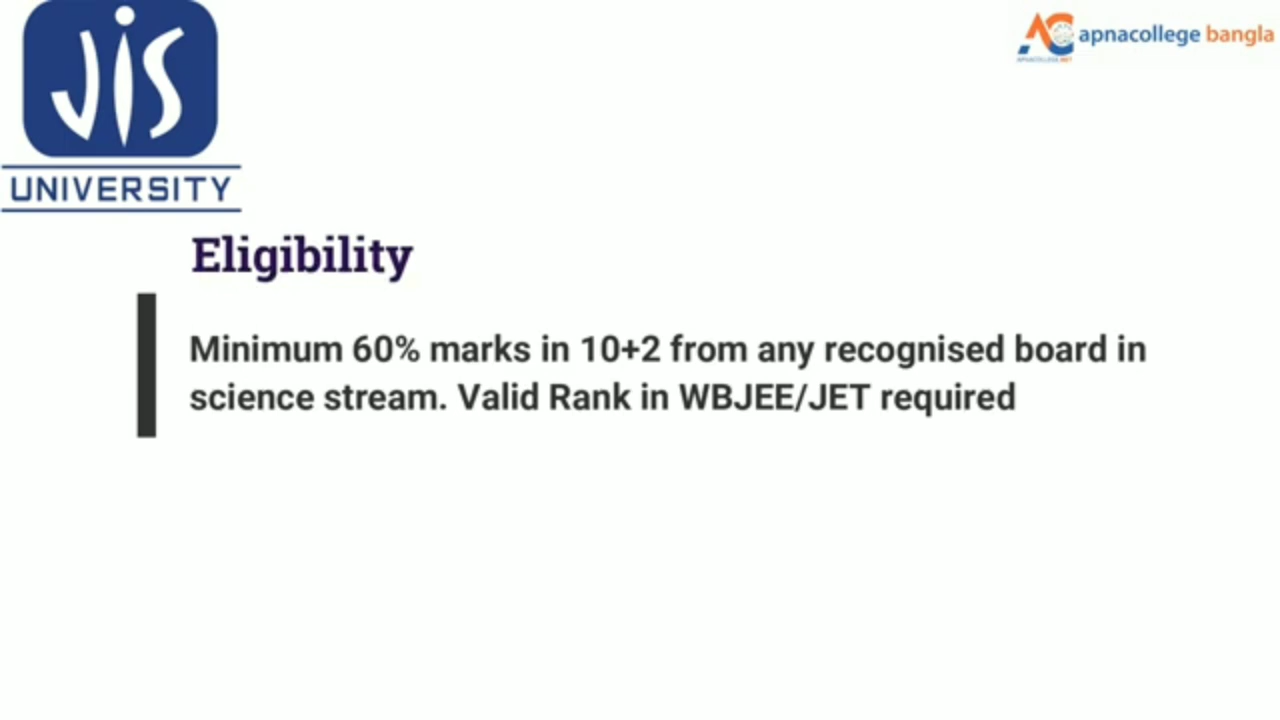 JIS
UNIVERSITY
apnacollege bangla
Eligibility
Minimum 60% marks in 10+2 from any recognised board in
science stream. Valid Rank in WBJEE/JET required